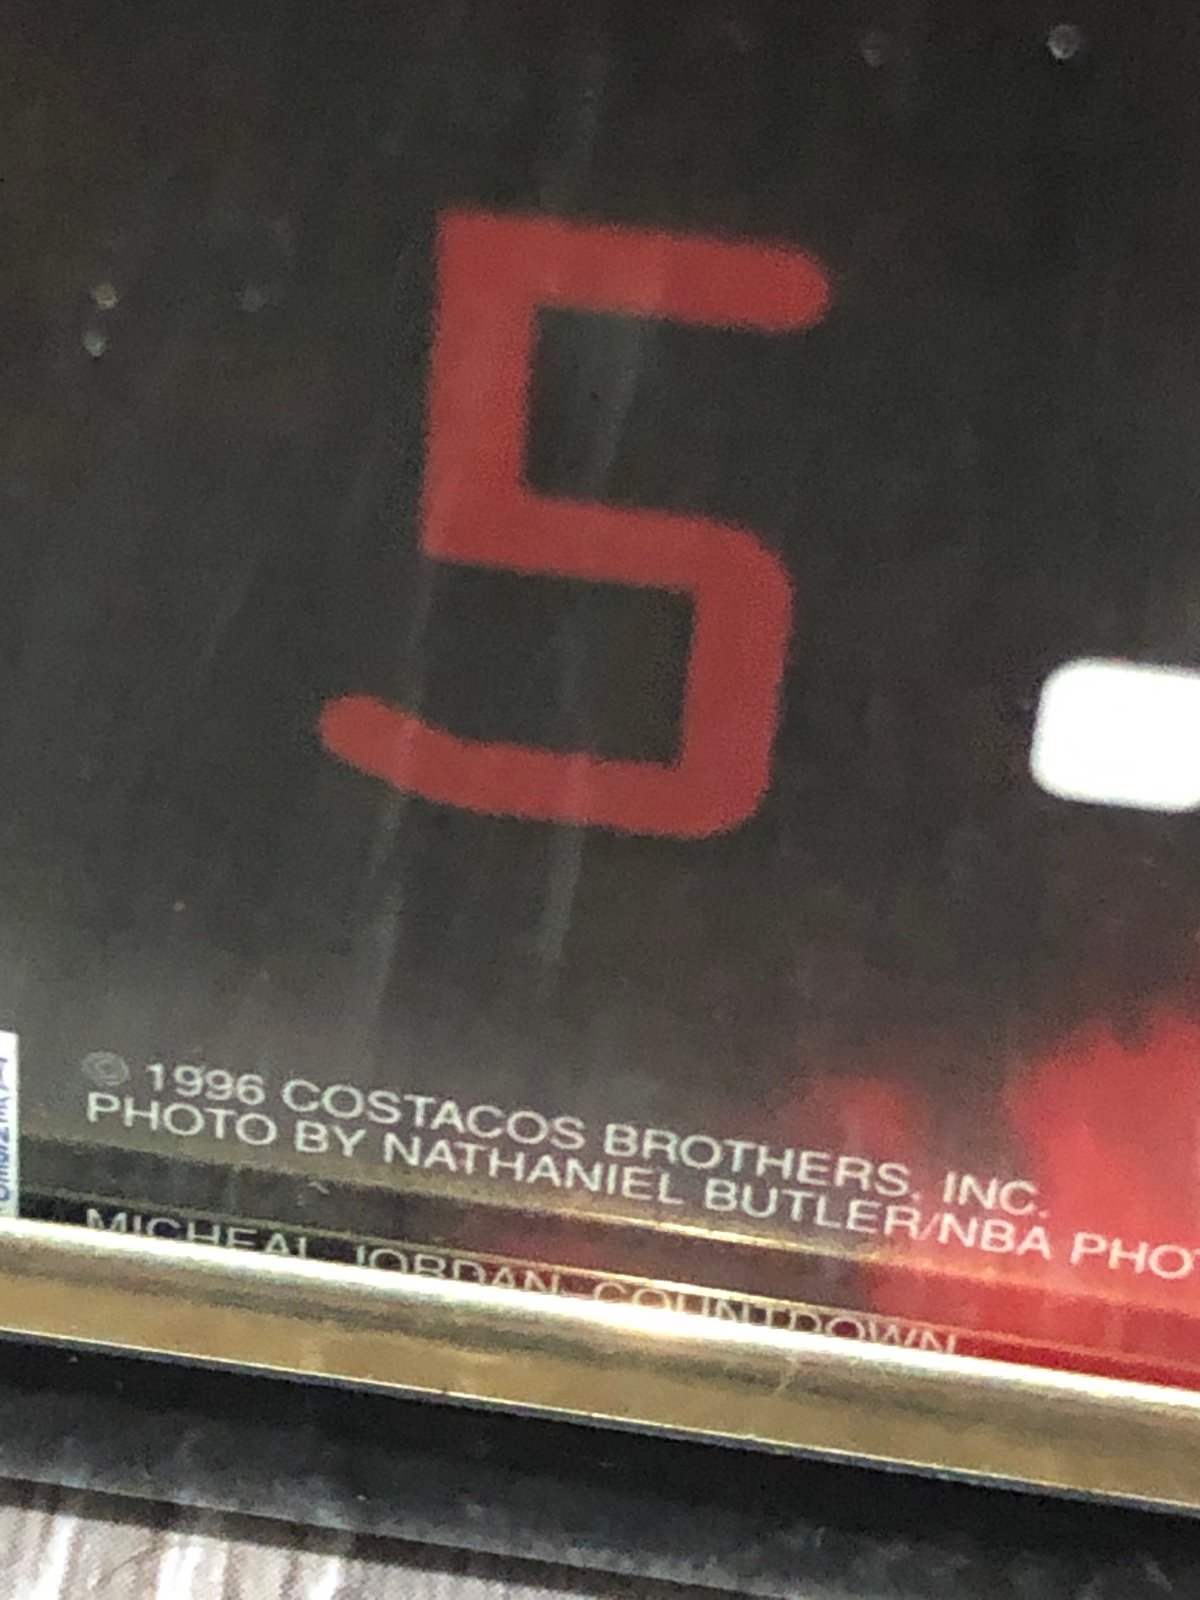 5
© 1996 COSTACOS BROTHERS, INC.
PHOTO BY NATHANIEL BUTLER/NBA PHO
MICHEAL JORDAN-COUNTDOWN